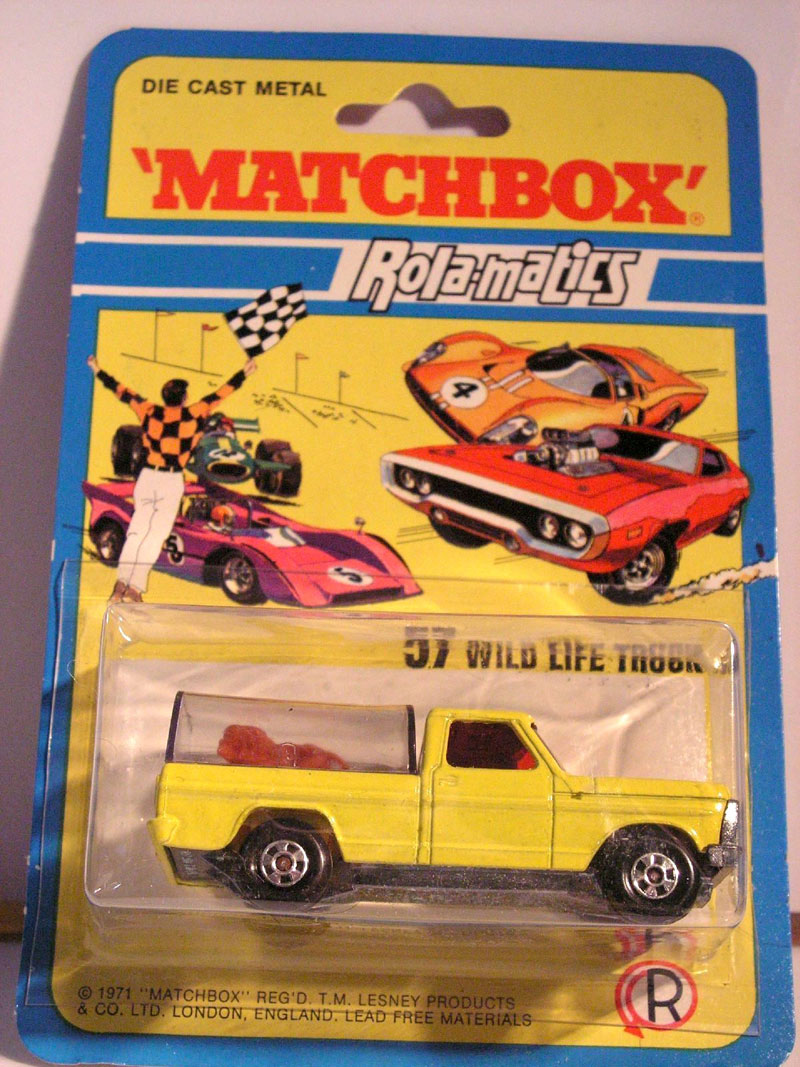 DIE CAST METAL
'MATCHBOX'®
Rola-matics
4
5
5
57 WILD LIFE TRUCK
© 1971 "MATCHBOX" REG'D. T.M. LESNEY PRODUCTS
& CO. LTD. LONDON, ENGLAND. LEAD FREE MATERIALS
R